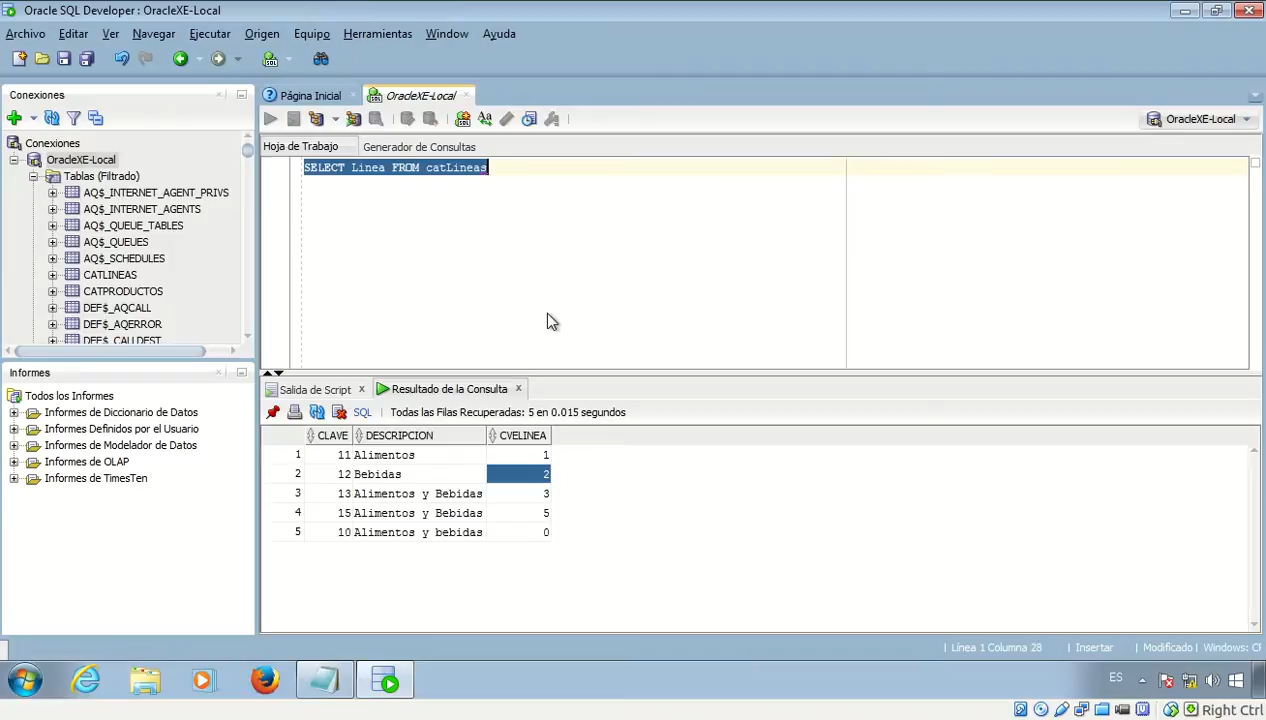 Oracle SQL Developer : OracleXE-Local
Archivo Editar Ver Navegar Ejecutar Origen Equipo Herramientas Window Ayuda
Conexiones
Conexiones
OracleXE-Local
Tablas (Filtrado)
AQ$_INTERNET_AGENT_PRIVS
AQ$_INTERNET_AGENTS
AQ$_QUEUE_TABLES
AQ$_QUEUES
AQ$_SCHEDULES
CATLINEAS
CATPRODUCTOS
DEF$_AQCALL
DEF$_AQERROR
DEF$_CALLDEST
Informes
Todos los Informes
Informes de Diccionario de Datos
Informes Definidos por el Usuario
Informes de Modelador de Datos
Informes de OLAP
Informes de TimesTen
Página Inicial OracleXE-Local
SQL
OracleXE-Local
Hoja de Trabajo Generador de Consultas
SELECT Linea FROM catLineas
Salida de Script Resultado de la Consulta
SQL Todas las Filas Recuperadas: 5 en 0.015 segundos
CLAVE DESCRIPCION CVELINEA
1 11 Alimentos 1
2 12 Bebidas 2
3 13 Alimentos y Bebidas 3
4 15 Alimentos y Bebidas 5
5 10 Alimentos y bebidas 0
Línea 1 Columna 28 Insertar Modificado Windows: CF
ES
Right Ctrl